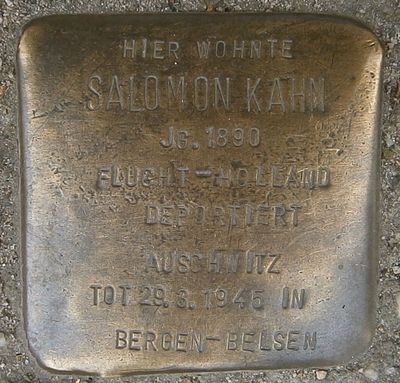 HIER WOHNTE
SALOMON KAHN
JG. 1890
FLUCHT HOLLAND
DEPORTIERT
AUSCHWITZ
TOT 29.3.1945 IN
BERGEN-BELSEN